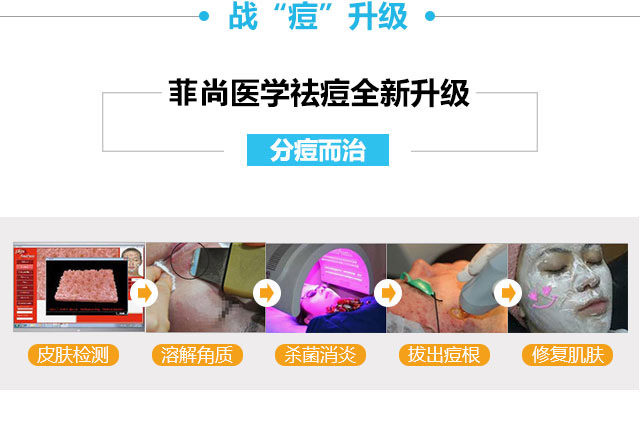 战“痘”升级
菲尚医学祛痘全新升级
分痘而治
皮肤检测
溶解角质
杀菌消炎
拔出痘根
修复肌肤